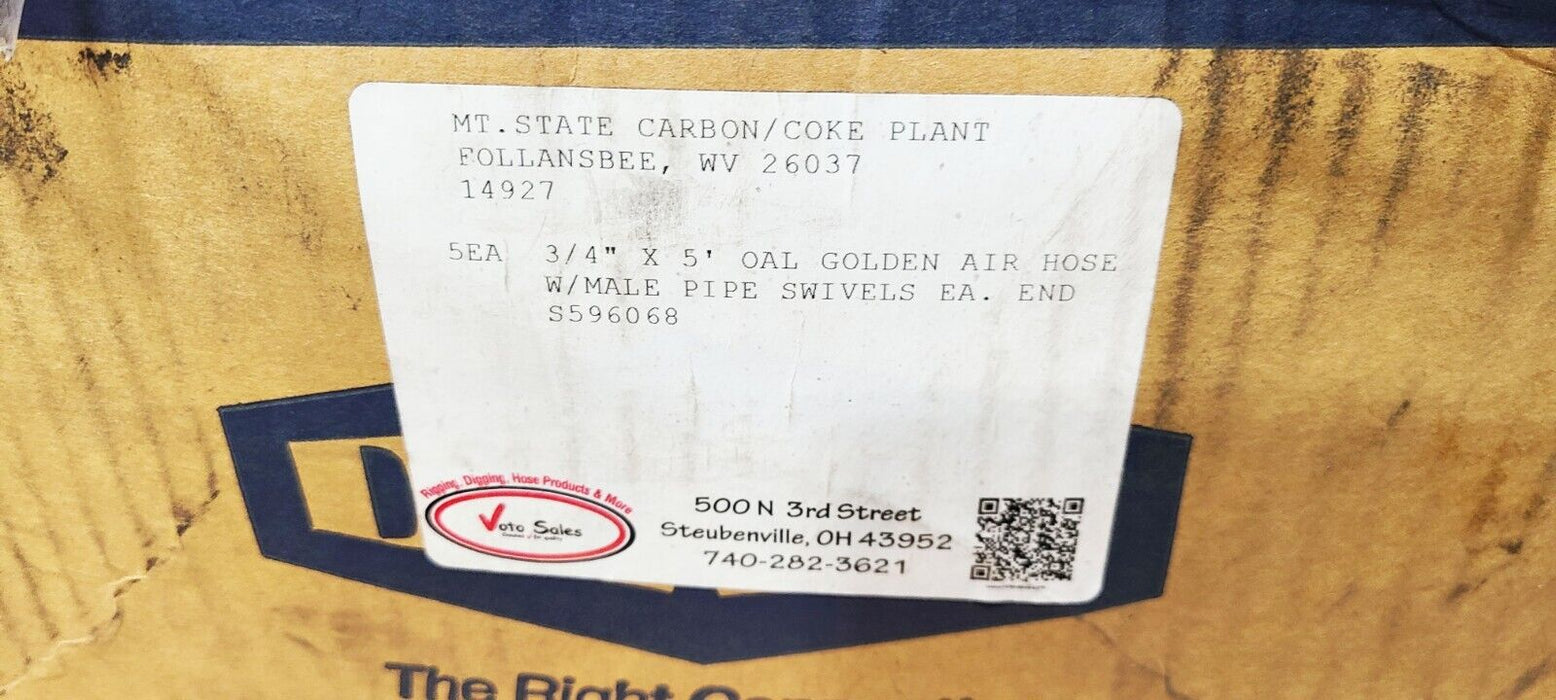 MT.STATE CARBON/COKE PLANT
FOLLANSBEE, WV 26037
14927
5EA 3/4" X 5' OAL GOLDEN AIR HOSE
W/MALE PIPE SWIVELS EA. END
S596068
Rigging, Digging, Hose Products & More
Voto Sales
500 N 3rd Street
Steubenville, OH 43952
740-282-3621
D
The Right